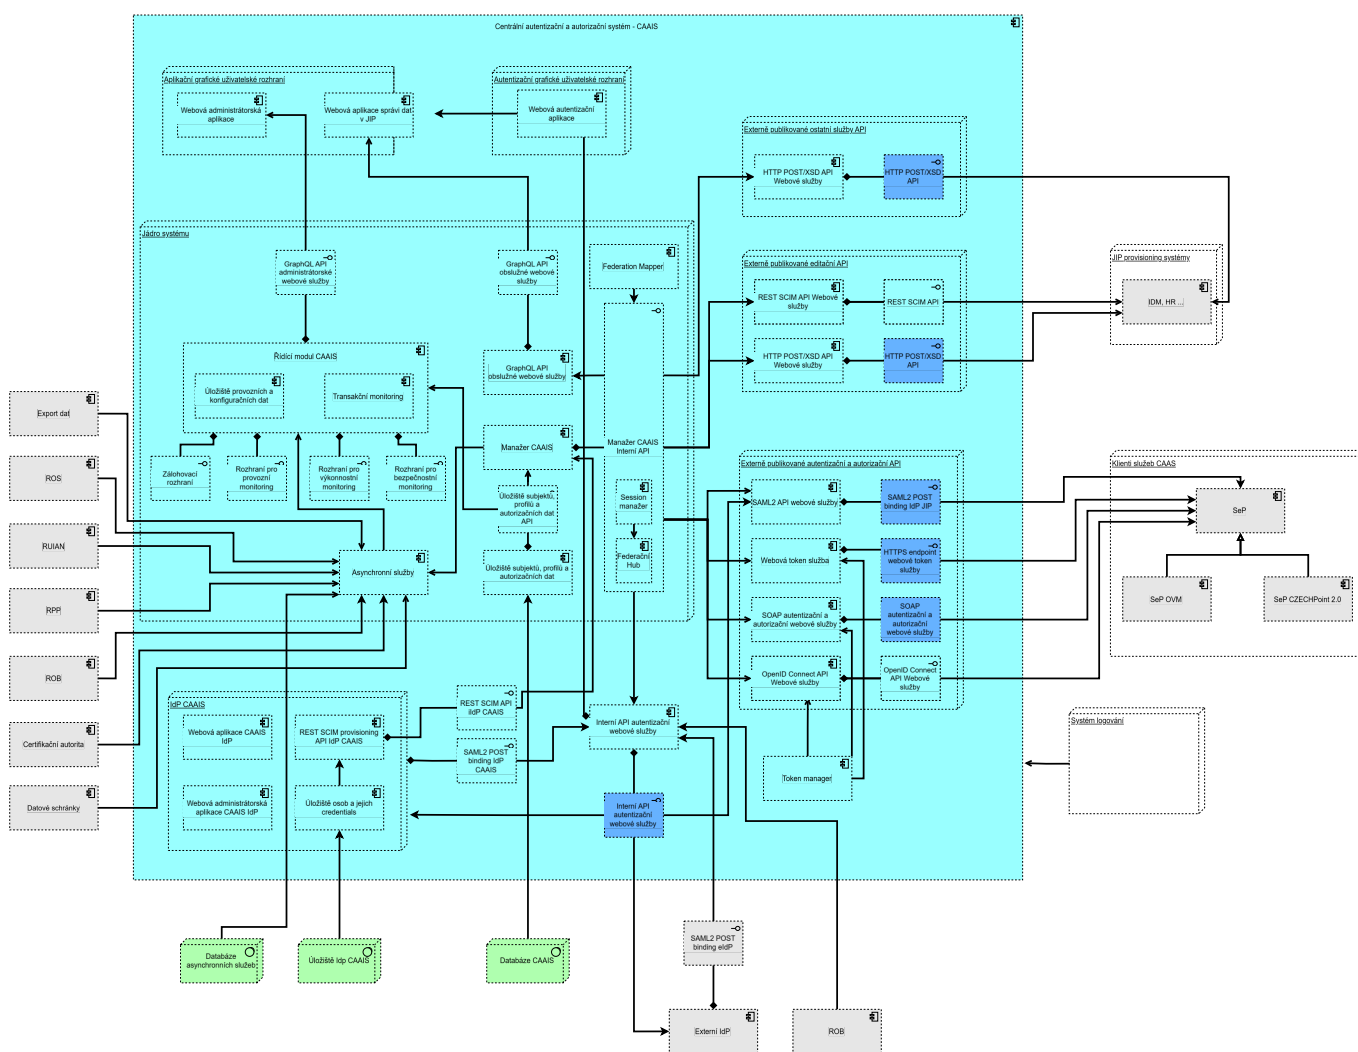 Centrální autentizační a autorizační systém - CAAIS
Aplikační grafické uživatelské rozhraní
Webová administrátorská
aplikace
Webová aplikace správi dat
v JIP
Autentizační grafické uživatelské rozhraní
Webová autentizační
aplikace
Externě publikované ostatní služby API
HTTP POST/XSD API
Webové služby
HTTP POST/XSD
API
Jádro systému
GraphQL API
administrátorské
webové služby
GraphQL API
obslužné webové
služby
Federation Mapper
Externě publikované editační API
REST SCIM API Webové
služby
REST SCIM API
HTTP POST/XSD API
Webové služby
HTTP POST/XSD
API
JIP provisioning systémy
IDM, HR ...
Řídící modul CAAIS
Úložiště provozních a
konfiguračních dat
Transakční monitoring
GraphQL API
obslužné webové služby
Zálohovací
rozhraní
Rozhraní pro
provozní
monitoring
Rozhraní pro
výkonnostní
monitoring
Rozhraní pro
bezpečnostní
monitoring
Manažer CAAIS
Manažer CAAIS
Interní API
Úložiště subjektů,
profilů a
autorizačních dat
API
Úložiště subjektů, profilů a
autorizačních dat
Session
manažer
Federační
Hub
Asynchronní služby
Export dat
ROS
RUIAN
RPP
ROB
Certifikační autorita
Datové schránky
Externě publikované autentizační a autorizační API
SAML2 API webové služby
SAML2 POST
binding IdP JIP
Webová token služba
HTTPS endpoint
webové token
služby
SOAP autentizační a
autorizační webové služby
SOAP
autentizační a
autorizační
webové služby
OpenID Connect API
Webové služby
OpenID Connect
API Webové
služby
Klienti služeb CAAS
SeP
SeP OVM
SeP CZECHPoint 2.0
IdP CAAIS
Webová aplikace CAAIS
IdP
REST SCIM provisioning
API IdP CAAIS
Webová administrátorská
aplikace CAAIS IdP
Úložiště osob a jejich
credentials
REST SCIM API
iIdP CAAIS
SAML2 POST
binding IdP
CAAIS
Interní API autentizační
webové služby
Interní API
autentizační
webové služby
Token manager
Systém logování
Databáze
asynchronních služeb
Úložiště Idp CAAIS
Databáze CAAIS
SAML2 POST
binding eIdP
Externí IdP
ROB